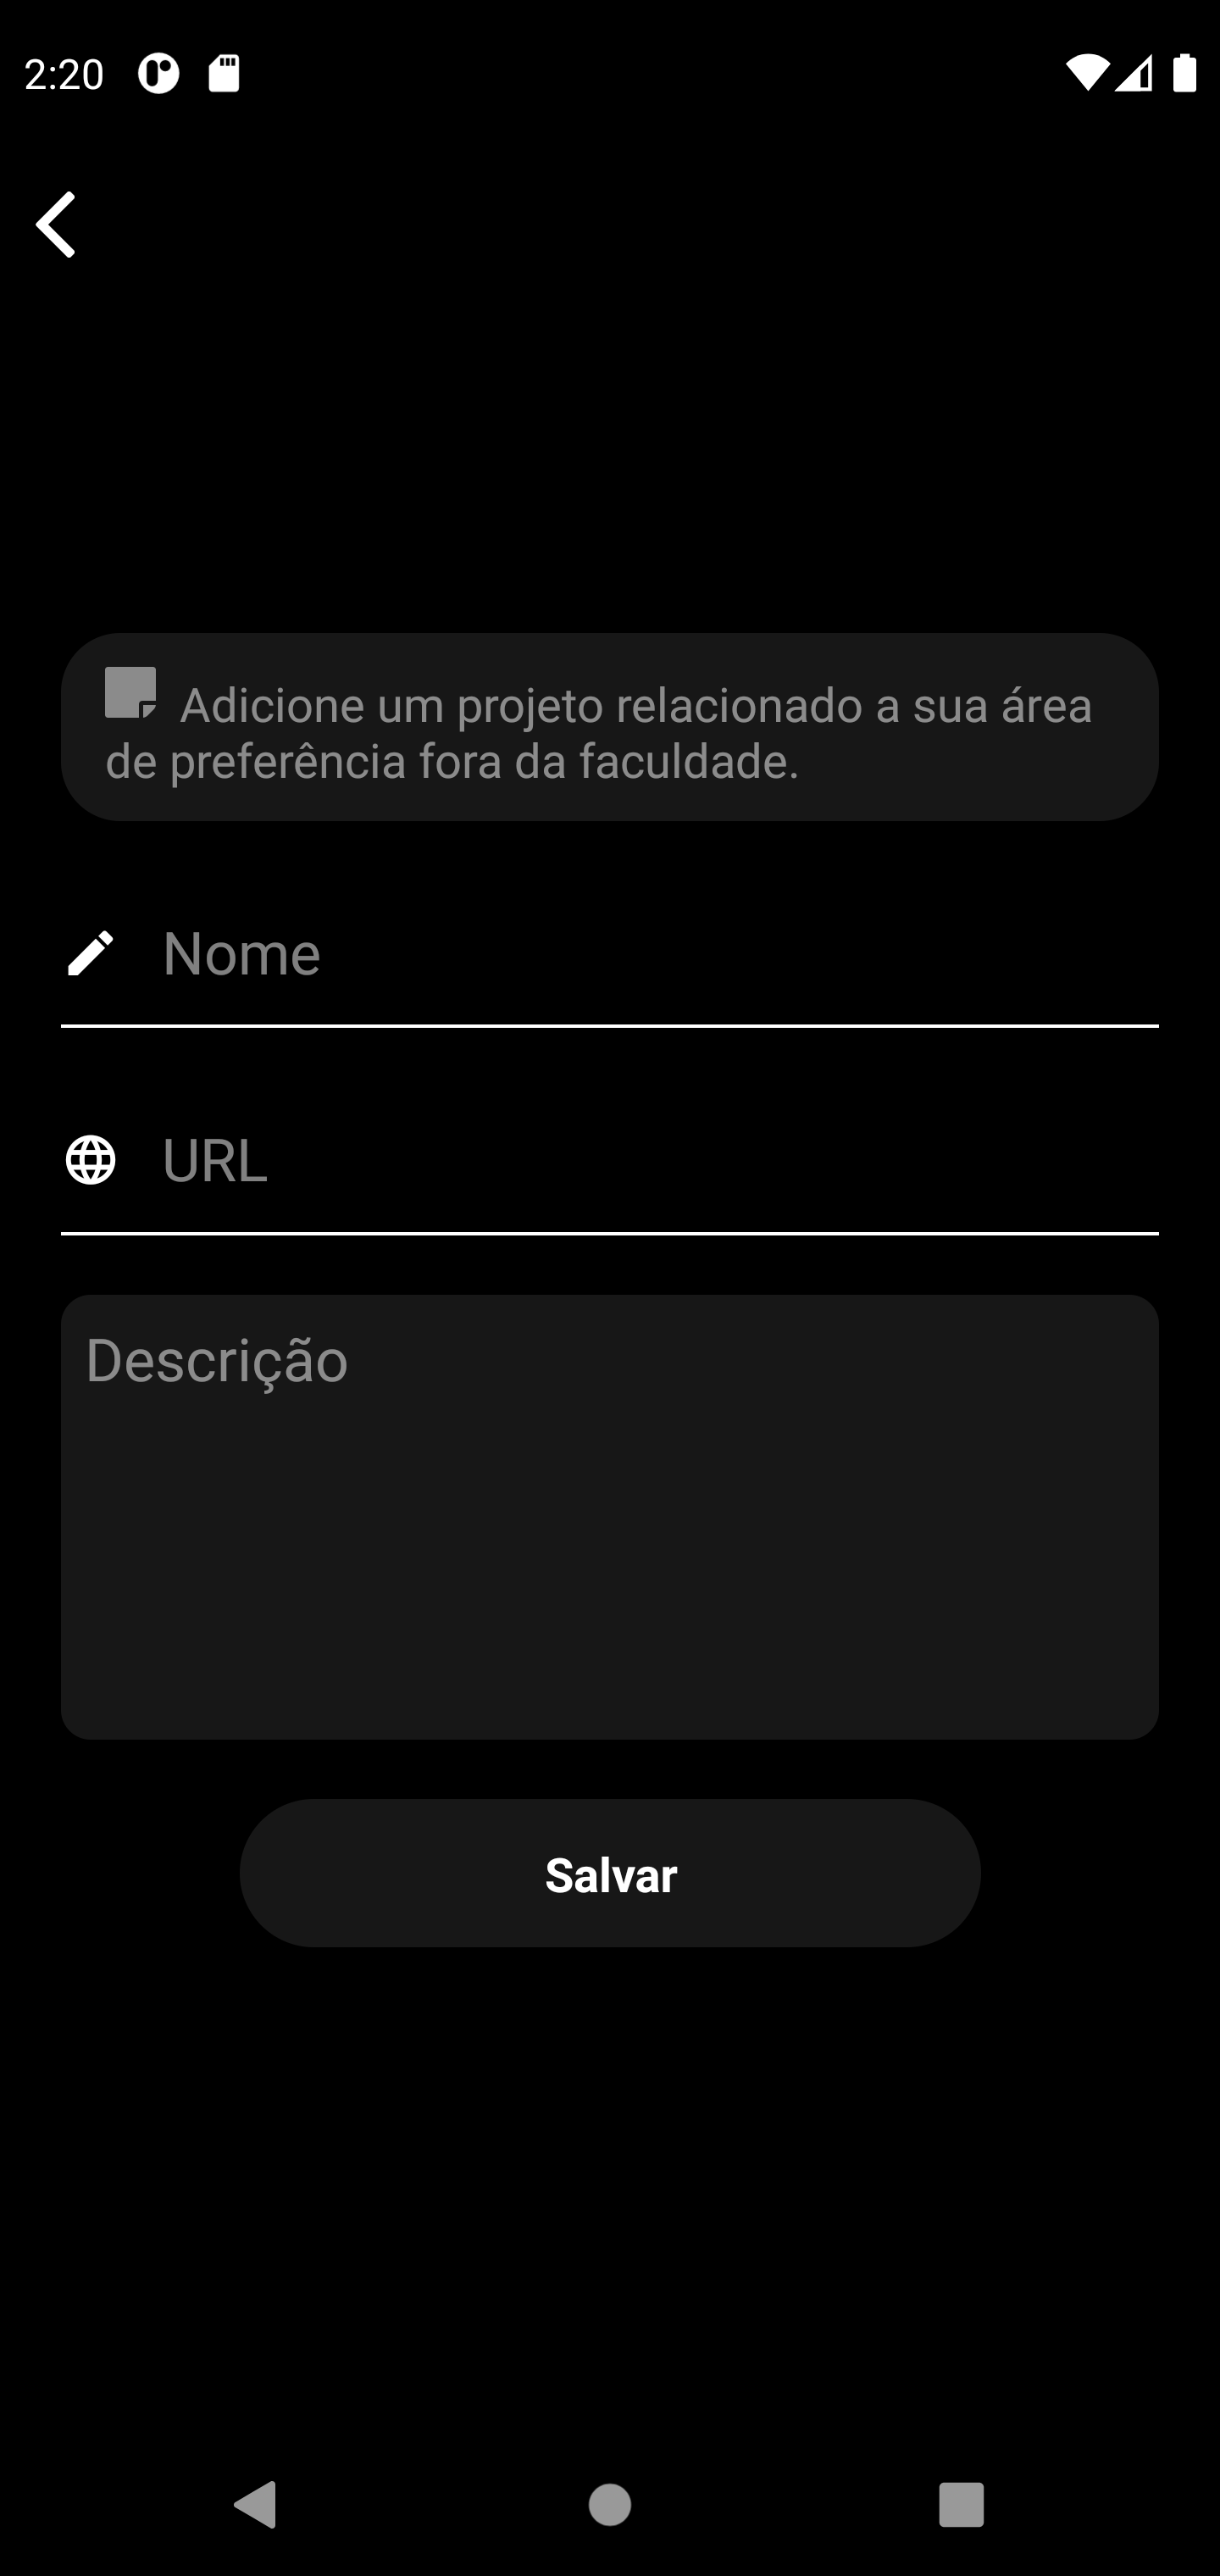 2:20
Adicione um projeto relacionado a sua área
de preferência fora da faculdade.
Nome
URL
Descrição
Salvar